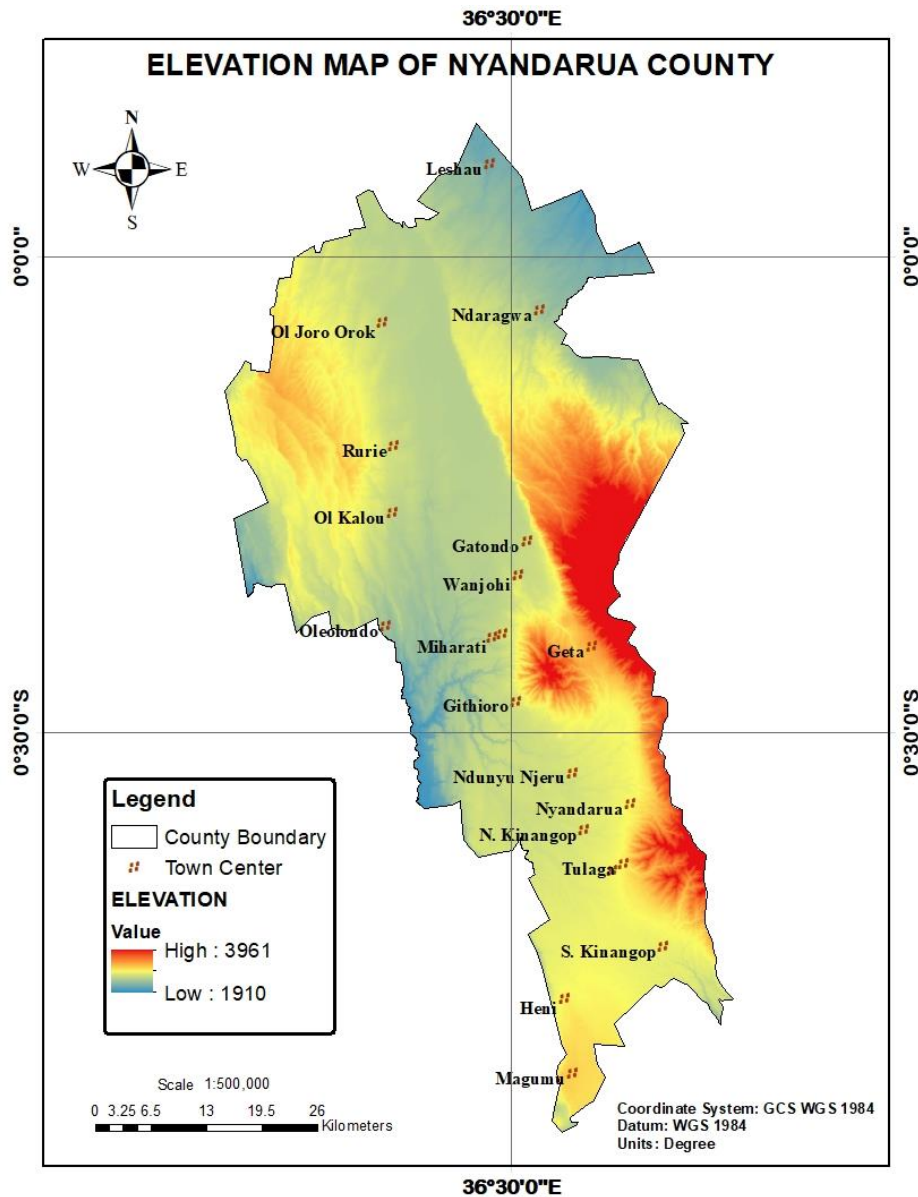 36°30'0"E
ELEVATION MAP OF NYANDARUA COUNTY
N
W E
S
Leshau
0°0'0" 0°0'0"
Ndaragwa
Ol Joro Orok
Rurie
Ol Kalou
Gatondo
Wanjohi
Oleolondo
Miharati
Geta
Githioro
0°30'0"S 0°30'0"S
Ndunyu Njeru
Nyandarua
N. Kinangop
Tulaga
S. Kinangop
Heni
Magumu
Legend
County Boundary
Town Center
ELEVATION
Value
High : 3961
Low : 1910
Scale 1:500,000
0 3.25 6.5 13 19.5 26
Kilometers
Coordinate System: GCS WGS 1984
Datum: WGS 1984
Units: Degree
36°30'0"E